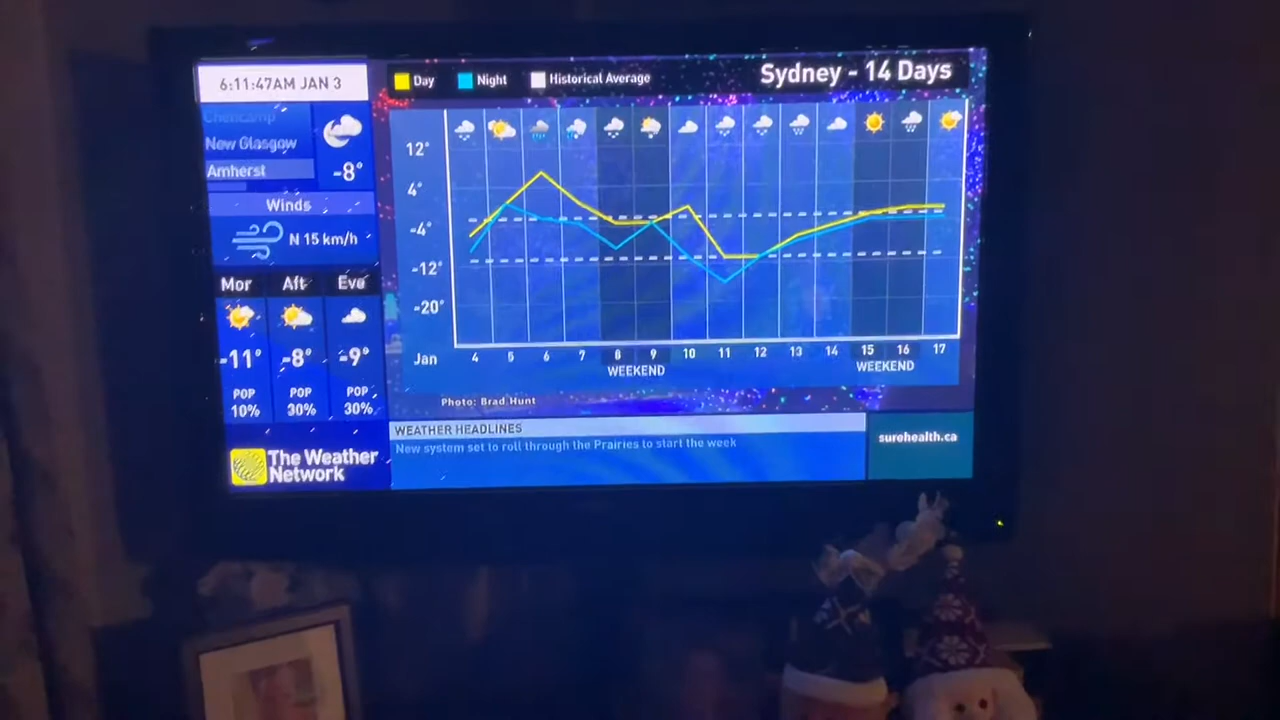 6:11:47AM JAN 3
Day
Night
Historical Average
Sydney - 14 Days
New Glasgow
Amherst
-8°
Winds
N 15 km/h
Mor Aft Eve
-11° -8° -9°
POP POP POP
10% 30% 30%
The Weather
Network
12°
4°
-4°
-12°
-20°
Jan 4 5 6 7 8 9 10 11 12 13 14 15 16 17
WEEKEND WEEKEND
Photo: Brad Hunt
WEATHER HEADLINES
New system set to roll through the Prairies to start the week
surehealth.ca